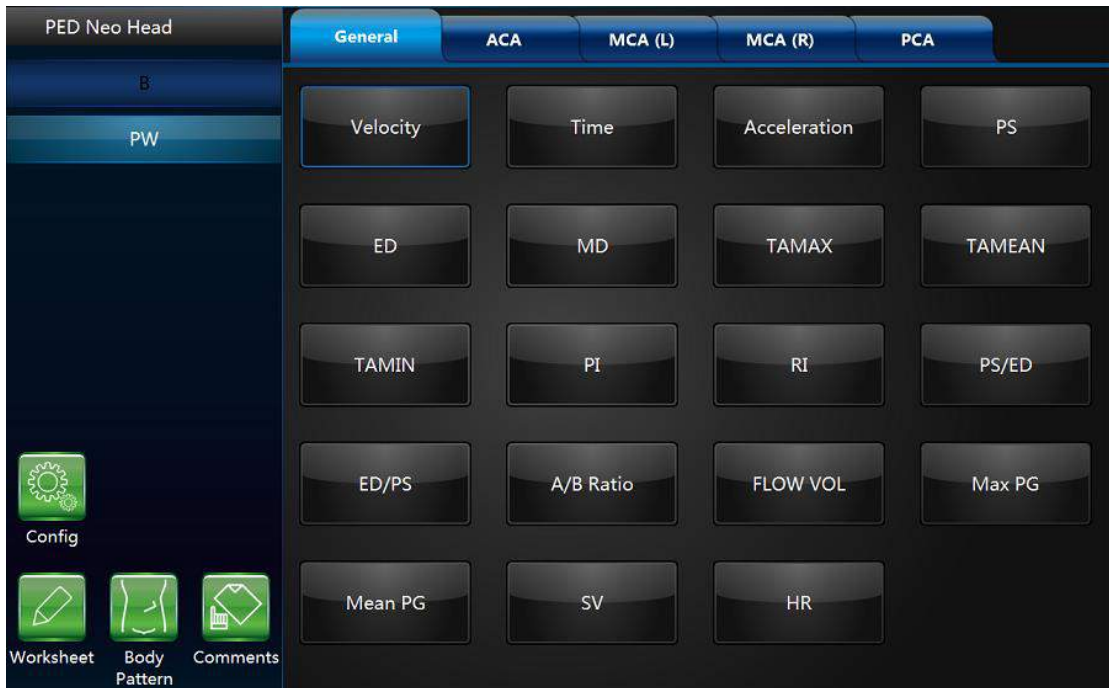 PED Neo Head
B
PW
General ACA MCA (L) MCA (R) PCA
Velocity Time Acceleration PS
ED MD TAMAX TAMEAN
TAMIN PI RI PS/ED
ED/PS A/B Ratio FLOW VOL Max PG
Mean PG SV HR
Config
Worksheet Body Comments
Pattern